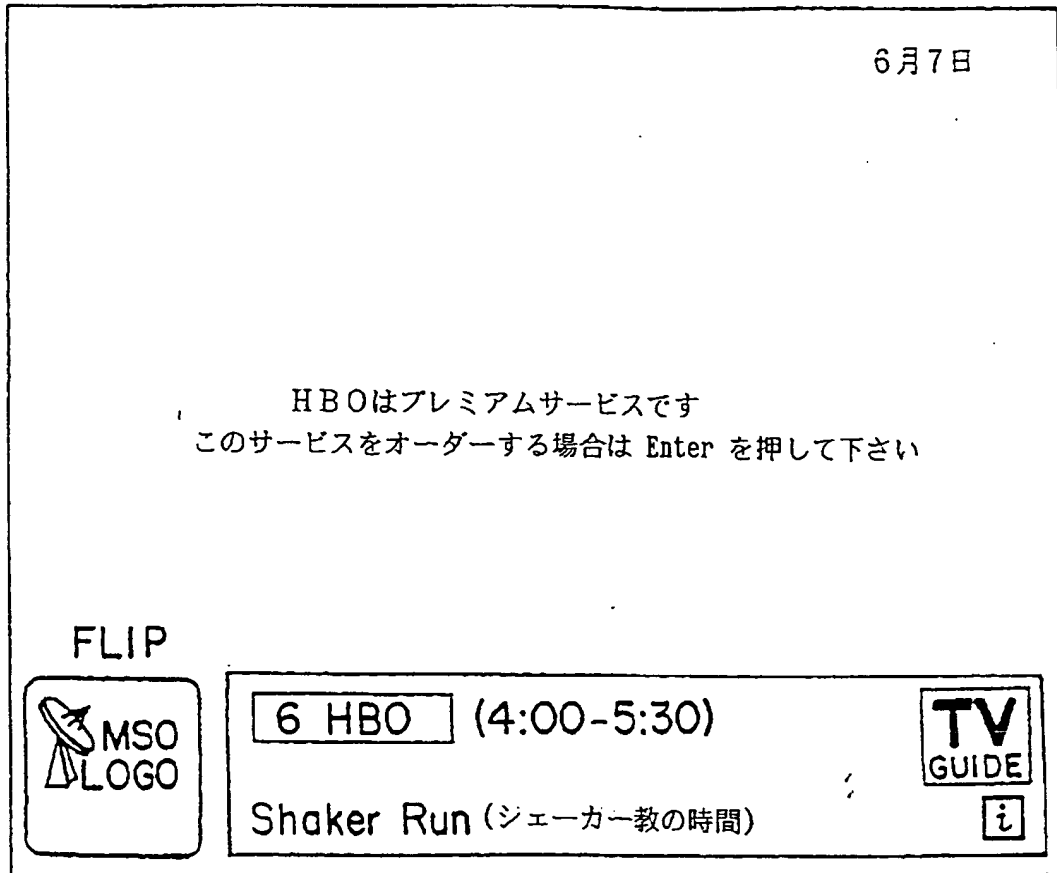 6月7日
HBOはプレミアムサービスです
このサービスをオーダーする場合は Enter を押して下さい
FLIP
MSO
LOGO
6 HBO (4:00-5:30)
TV
GUIDE
Shaker Run (ジェーカー教の時間)
i